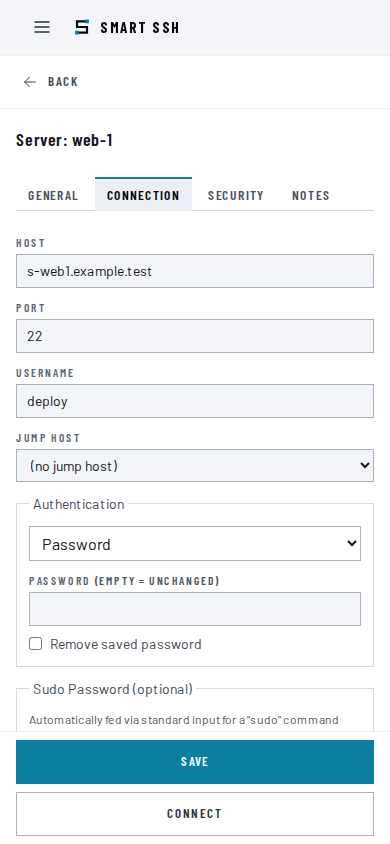 SMART SSH
BACK
Server: web-1
GENERAL CONNECTION SECURITY NOTES
HOST
s-web1.example.test
PORT
22
USERNAME
deploy
JUMP HOST
(no jump host)
Authentication
Password
PASSWORD (EMPTY = UNCHANGED)
Remove saved password
Sudo Password (optional)
Automatically fed via standard input for a "sudo" command
SAVE
CONNECT